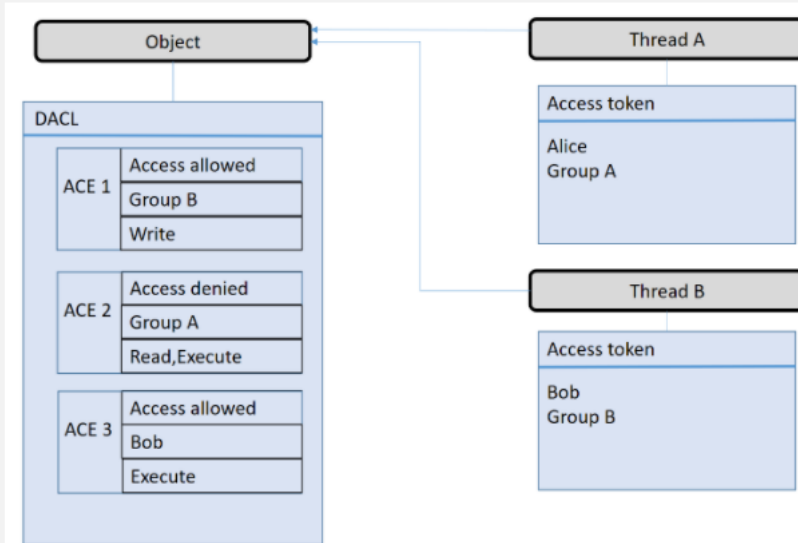 Object
Thread A
DACL
ACE 1
Access allowed
Group B
Write
ACE 2
Access denied
Group A
Read,Execute
ACE 3
Access allowed
Bob
Execute
Access token
Alice
Group A
Thread B
Access token
Bob
Group B